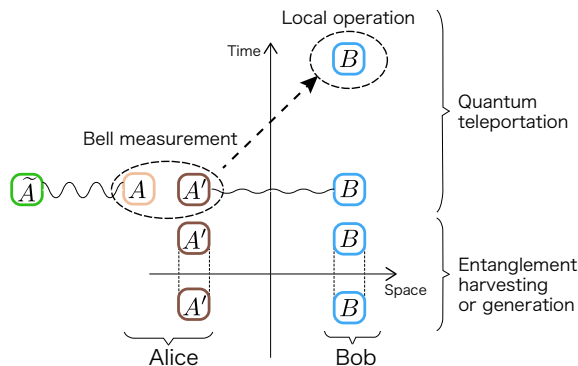 Local operation
Time
B
Quantum
teleportation
Bell measurement
Ã A A′ B
A′ B
Entanglement
harvesting
or generation
Space
A′ B
Alice Bob